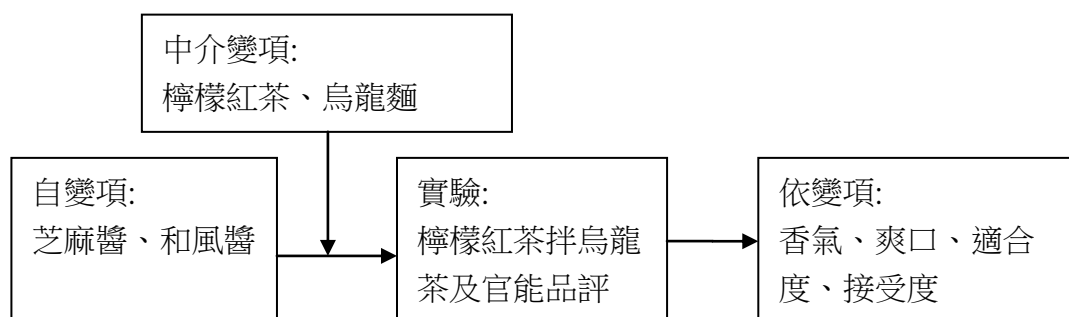 中介變項:
檸檬紅茶、烏龍麵
自變項:
芝麻醬、和風醬
實驗:
檸檬紅茶拌烏龍
茶及官能品評
依變項:
香氣、爽口、適合
度、接受度